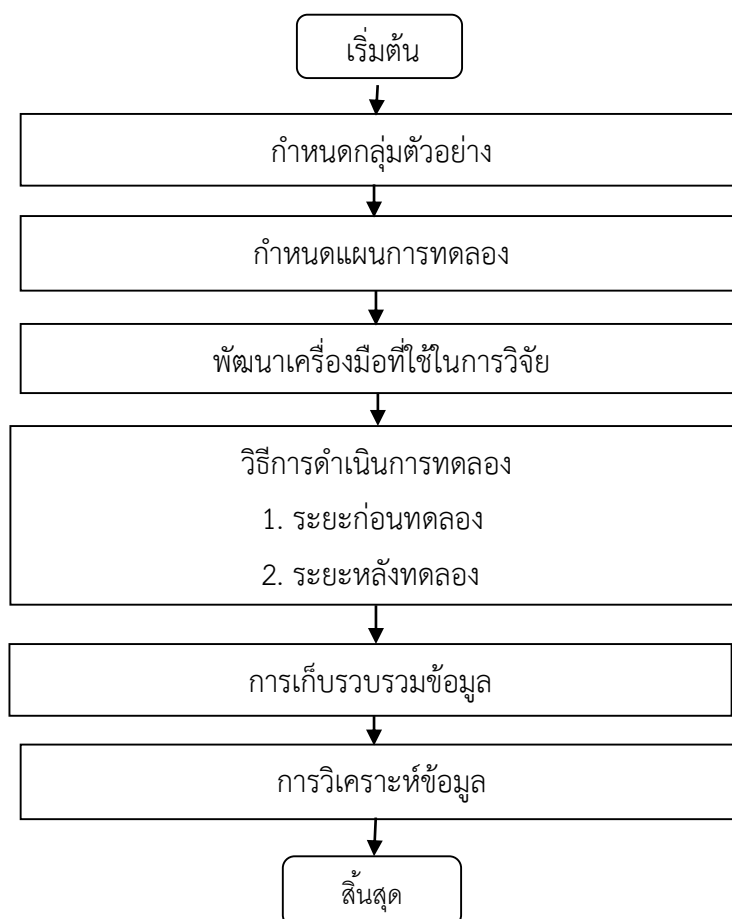 เริ่มต้น
กำหนดกลุ่มตัวอย่าง
กำหนดแผนการทดลอง
พัฒนาเครื่องมือที่ใช้ในการวิจัย
วิธีการดำเนินการทดลอง
1. ระยะก่อนทดลอง
2. ระยะหลังทดลอง
การเก็บรวบรวมข้อมูล
การวิเคราะห์ข้อมูล
สิ้นสุด